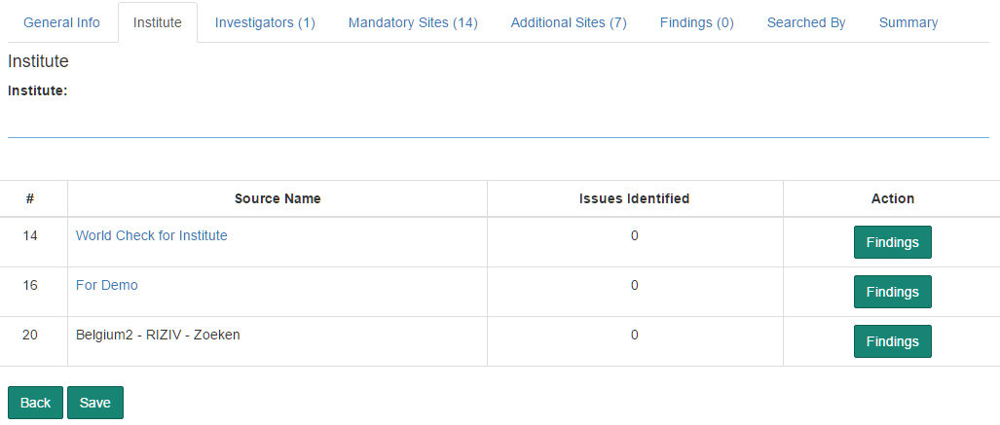 General Info Institute Investigators (1) Mandatory Sites (14) Additional Sites (7) Findings (0) Searched By Summary
Institute
Institute:
# Source Name Issues Identified Action
14 World Check for Institute 0 Findings
16 For Demo 0 Findings
20 Belgium2 - RIZIV - Zoeken 0 Findings
Back Save